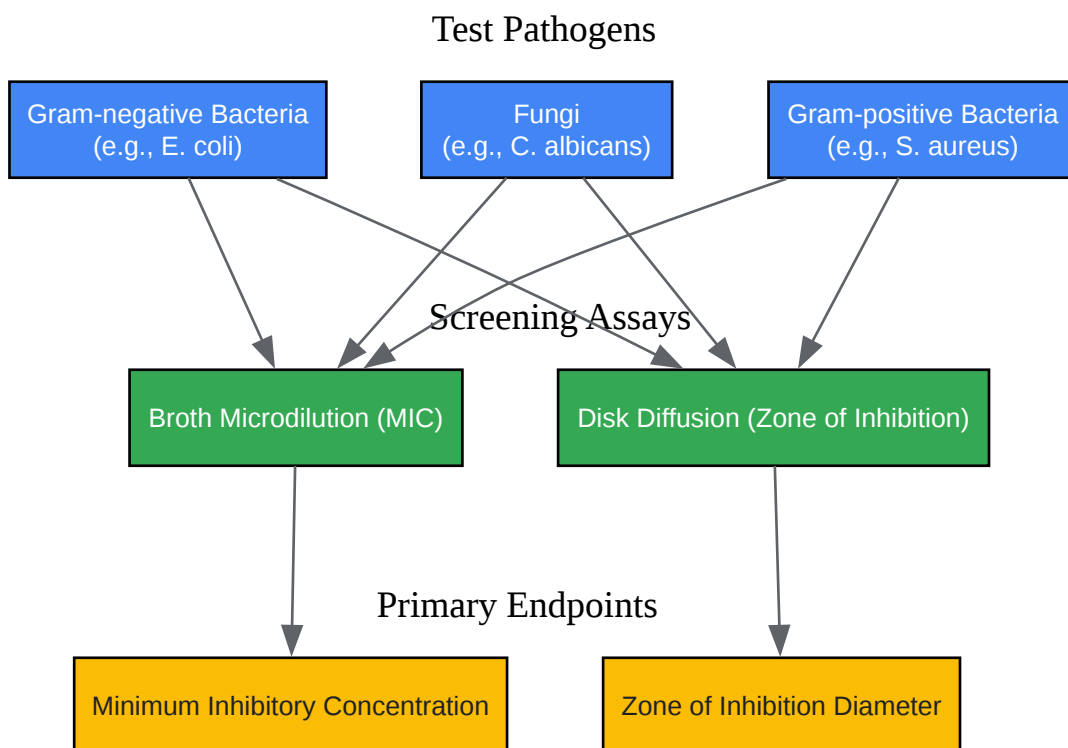 Test Pathogens
Gram-negative Bacteria
(e.g., E. coli)
Fungi
(e.g., C. albicans)
Gram-positive Bacteria
(e.g., S. aureus)
Screening Assays
Broth Microdilution (MIC)
Disk Diffusion (Zone of Inhibition)
Primary Endpoints
Minimum Inhibitory Concentration
Zone of Inhibition Diameter